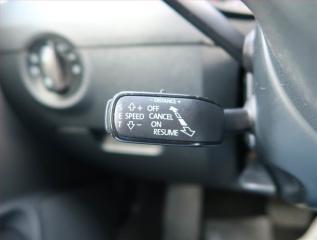 - DISTANCE +
S + OFF
E SPEED CANCEL
T - ON
RESUME